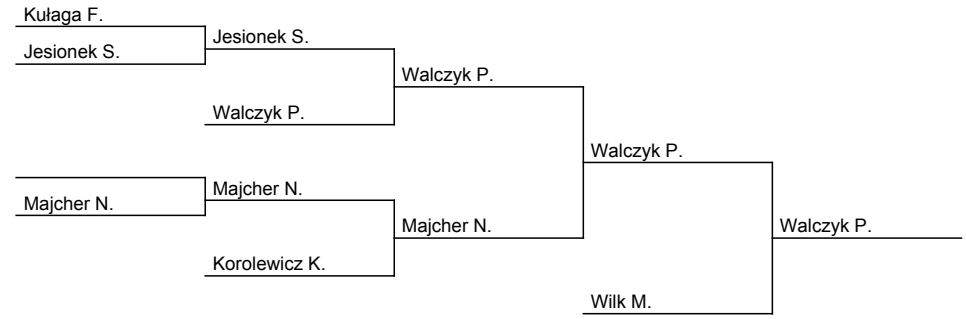 Kułaga F.
Jesionek S.
Jesionek S.
Walczyk P.
Walczyk P.
Walczyk P.
Majcher N.
Majcher N.
Majcher N.
Walczyk P.
Korolewicz K.
Wilk M.